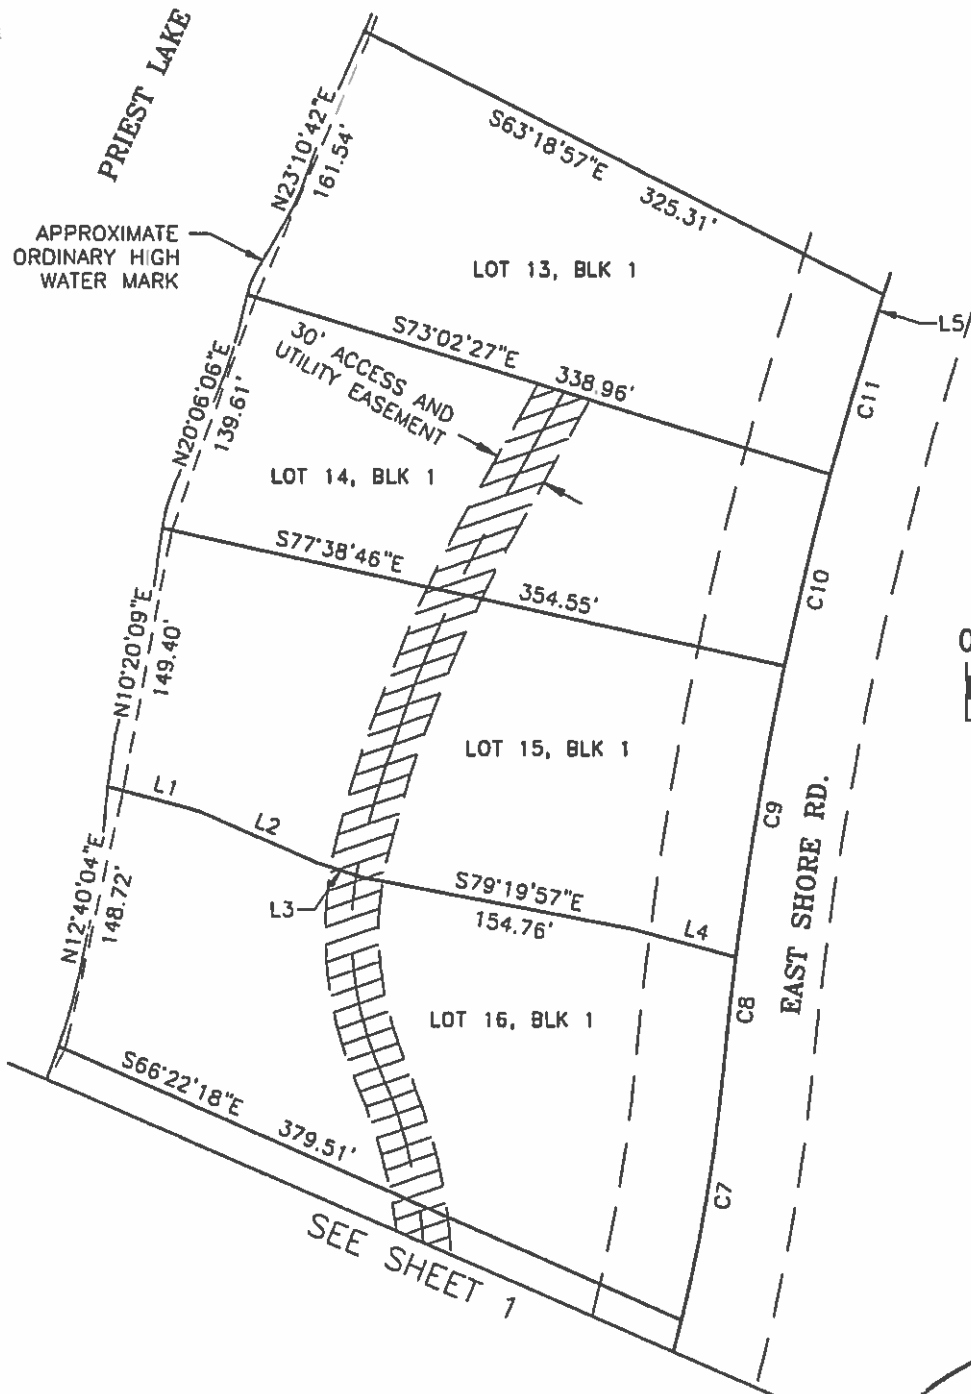 PRIEST LAKE
S63°18'57"E 325.31'
N23°10'42"E
161.54'
APPROXIMATE
ORDINARY HIGH
WATER MARK
LOT 13, BLK 1
L5
S73°02'27"E 338.96'
30' ACCESS AND
UTILITY EASEMENT
C11
N20°06'06"E
139.61'
LOT 14, BLK 1
S77°38'46"E 354.55'
C10
N10°20'09"E
149.40'
LOT 15, BLK 1
L1
L2
L3
S79°19'57"E
154.76'
L4
C9
EAST SHORE RD.
N12°40'04"E
148.72'
LOT 16, BLK 1
C8
S66°22'18"E 379.51'
C7
SEE SHEET 1